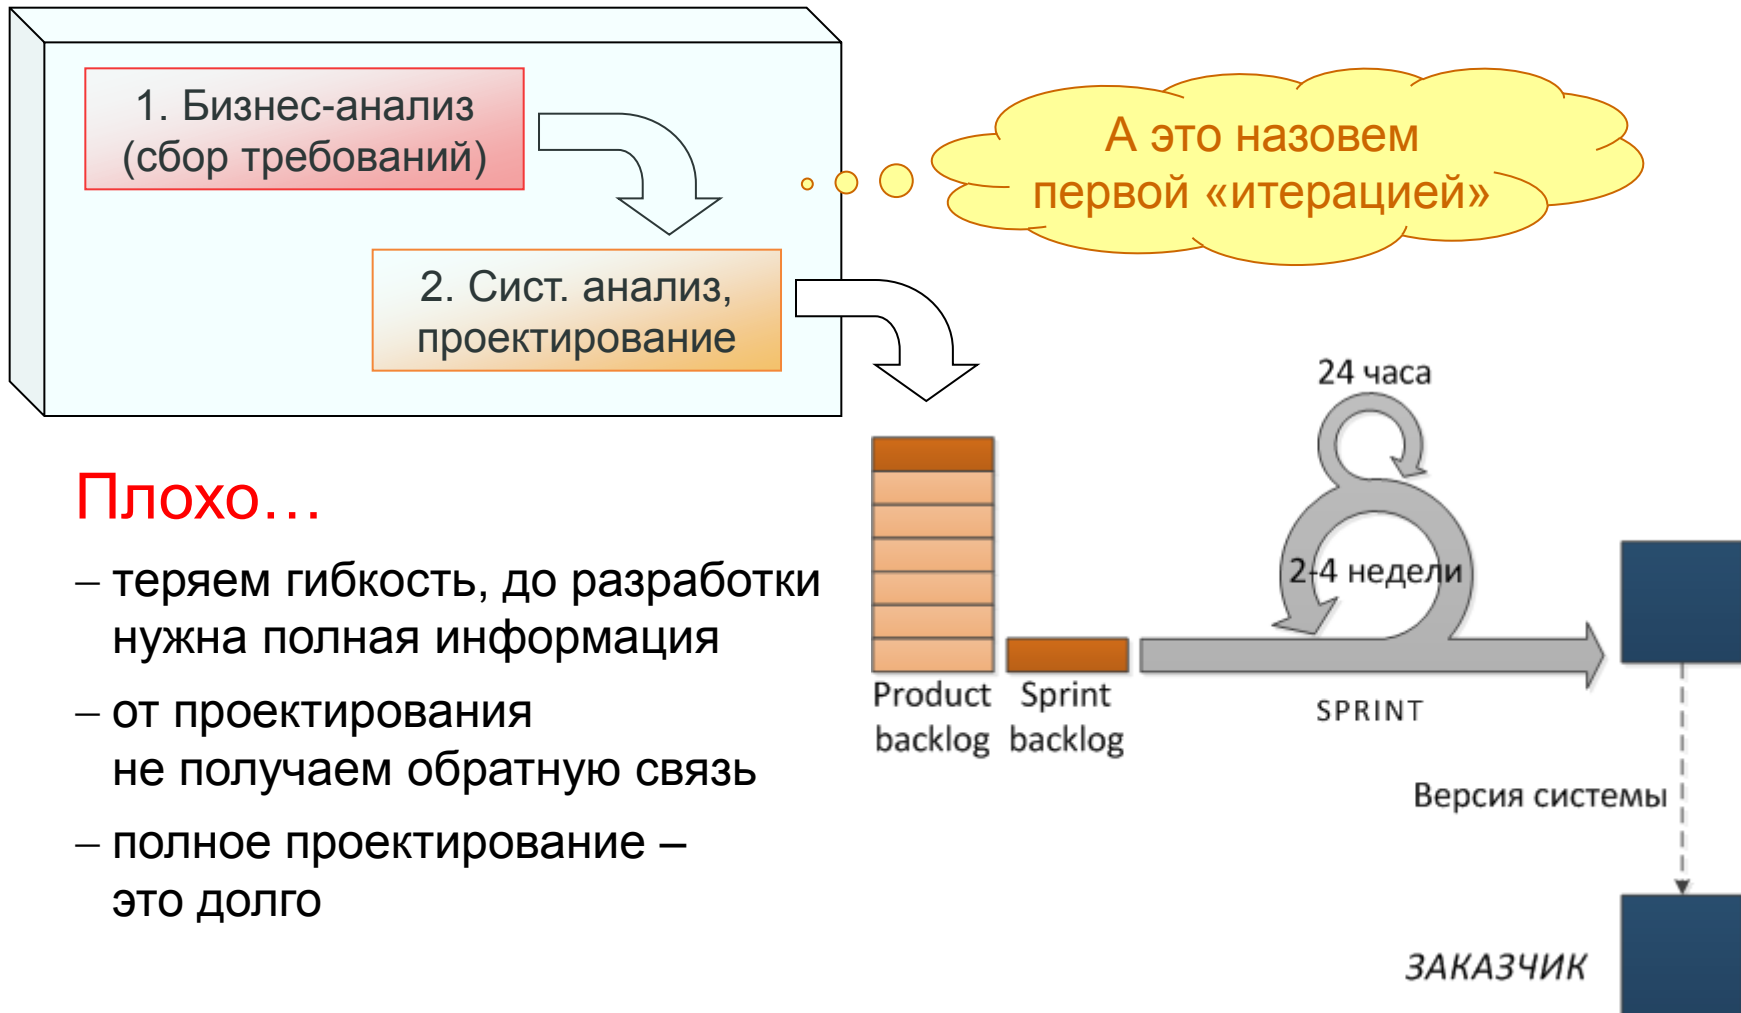 1. Бизнес-анализ
(сбор требований)
А это назовем
первой «итерацией»
2. Сист. анализ,
проектирование
24 часа
2-4 недели
Product
backlog
Sprint
backlog
SPRINT
Версия системы
ЗАКАЗЧИК
Плохо…
– теряем гибкость, до разработки
нужна полная информация
– от проектирования
не получаем обратную связь
– полное проектирование –
это долго